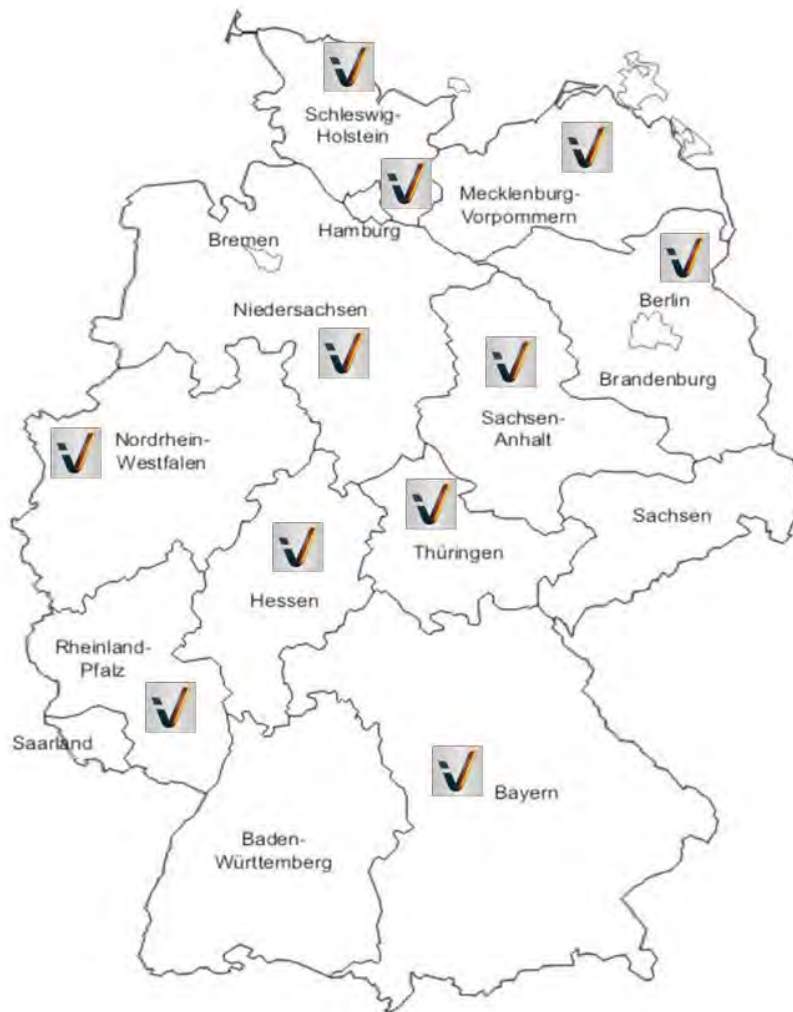 Schleswig-
Holstein
Mecklenburg-
Vorpommern
Hamburg
Bremen
Niedersachsen
Berlin
Brandenburg
Sachsen-
Anhalt
Nordrhein-
Westfalen
Sachsen
Thüringen
Hessen
Rheinland-
Pfalz
Saarland
Bayern
Baden-
Württemberg